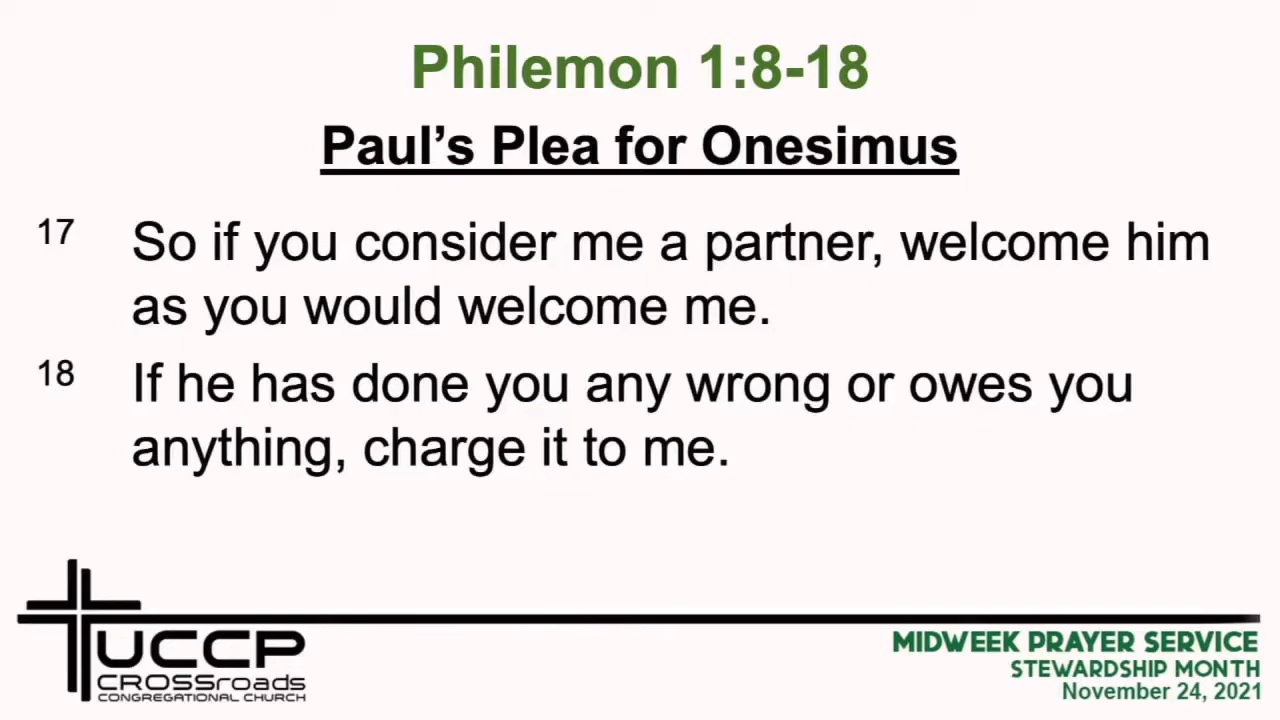 Philemon 1:8-18
Paul’s Plea for Onesimus
17 So if you consider me a partner, welcome him
as you would welcome me.
18 If he has done you any wrong or owes you
anything, charge it to me.
UCCP
CROSSroads
CONGREGATIONAL CHURCH
MIDWEEK PRAYER SERVICE
STEWARDSHIP MONTH
November 24, 2021